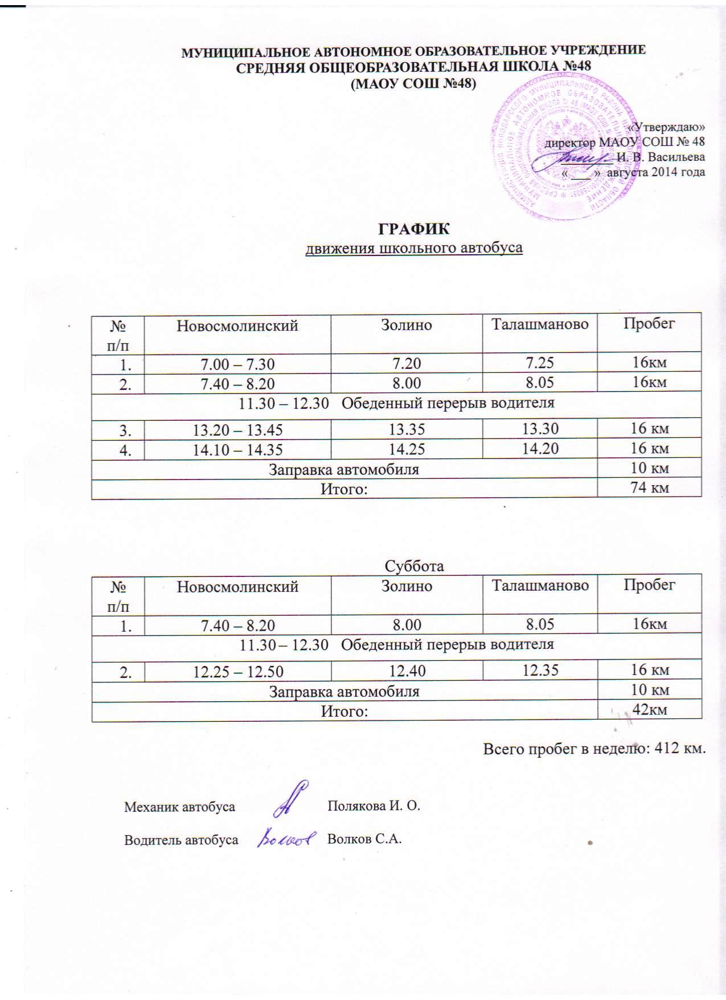 МУНИЦИПАЛЬНОЕ АВТОНОМНОЕ ОБРАЗОВАТЕЛЬНОЕ УЧРЕЖДЕНИЕ
СРЕДНЯЯ ОБЩЕОБРАЗОВАТЕЛЬНАЯ ШКОЛА №48
(МАОУ СОШ №48)
«Утверждаю»
директор МАОУ СОШ № 48
И. В. Васильева
« ___ » августа 2014 года
ГРАФИК
движения школьного автобуса
№ п/п Новосмолинский Золино Талашманово Пробег
1. 7.00 – 7.30 7.20 7.25 16км
2. 7.40 – 8.20 8.00 8.05 16км
11.30 – 12.30 Обеденный перерыв водителя
3. 13.20 – 13.45 13.35 13.30 16 км
4. 14.10 – 14.35 14.25 14.20 16 км
Заправка автомобиля 10 км
Итого: 74 км
Суббота
№ п/п Новосмолинский Золино Талашманово Пробег
1. 7.40 – 8.20 8.00 8.05 16км
11.30 – 12.30 Обеденный перерыв водителя
2. 12.25 – 12.50 12.40 12.35 16 км
Заправка автомобиля 10 км
Итого: 42км
Всего пробег в неделю: 412 км.
Механик автобуса Полякова И. О.
Водитель автобуса Волков Волков С.А.